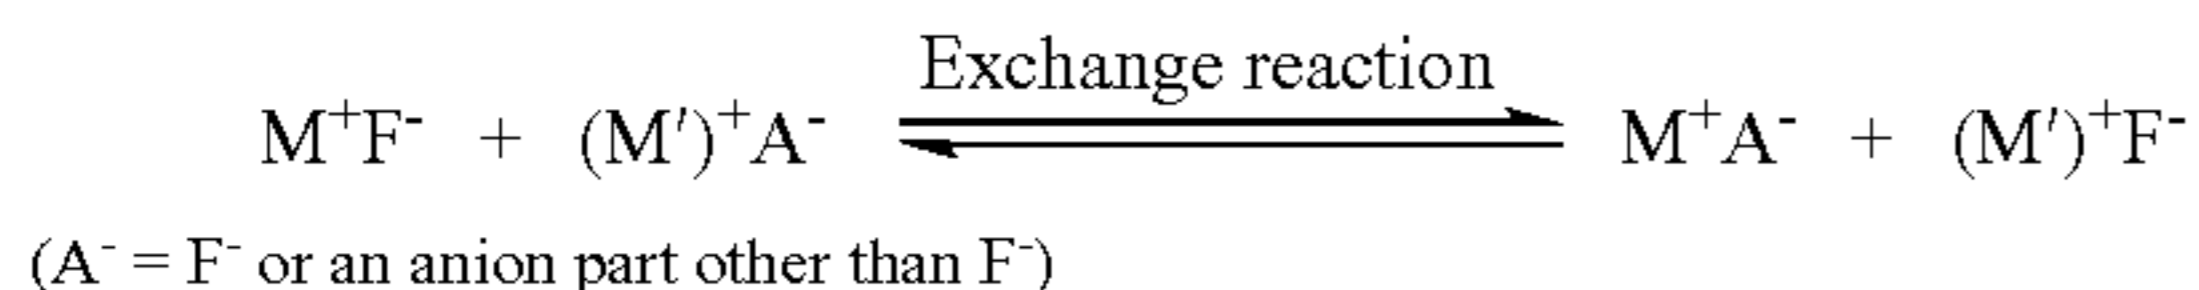 Exchange reaction
M⁺F⁻ + (M′)⁺A⁻ ⇌ M⁺A⁻ + (M′)⁺F⁻
(A⁻ = F⁻ or an anion part other than F⁻)